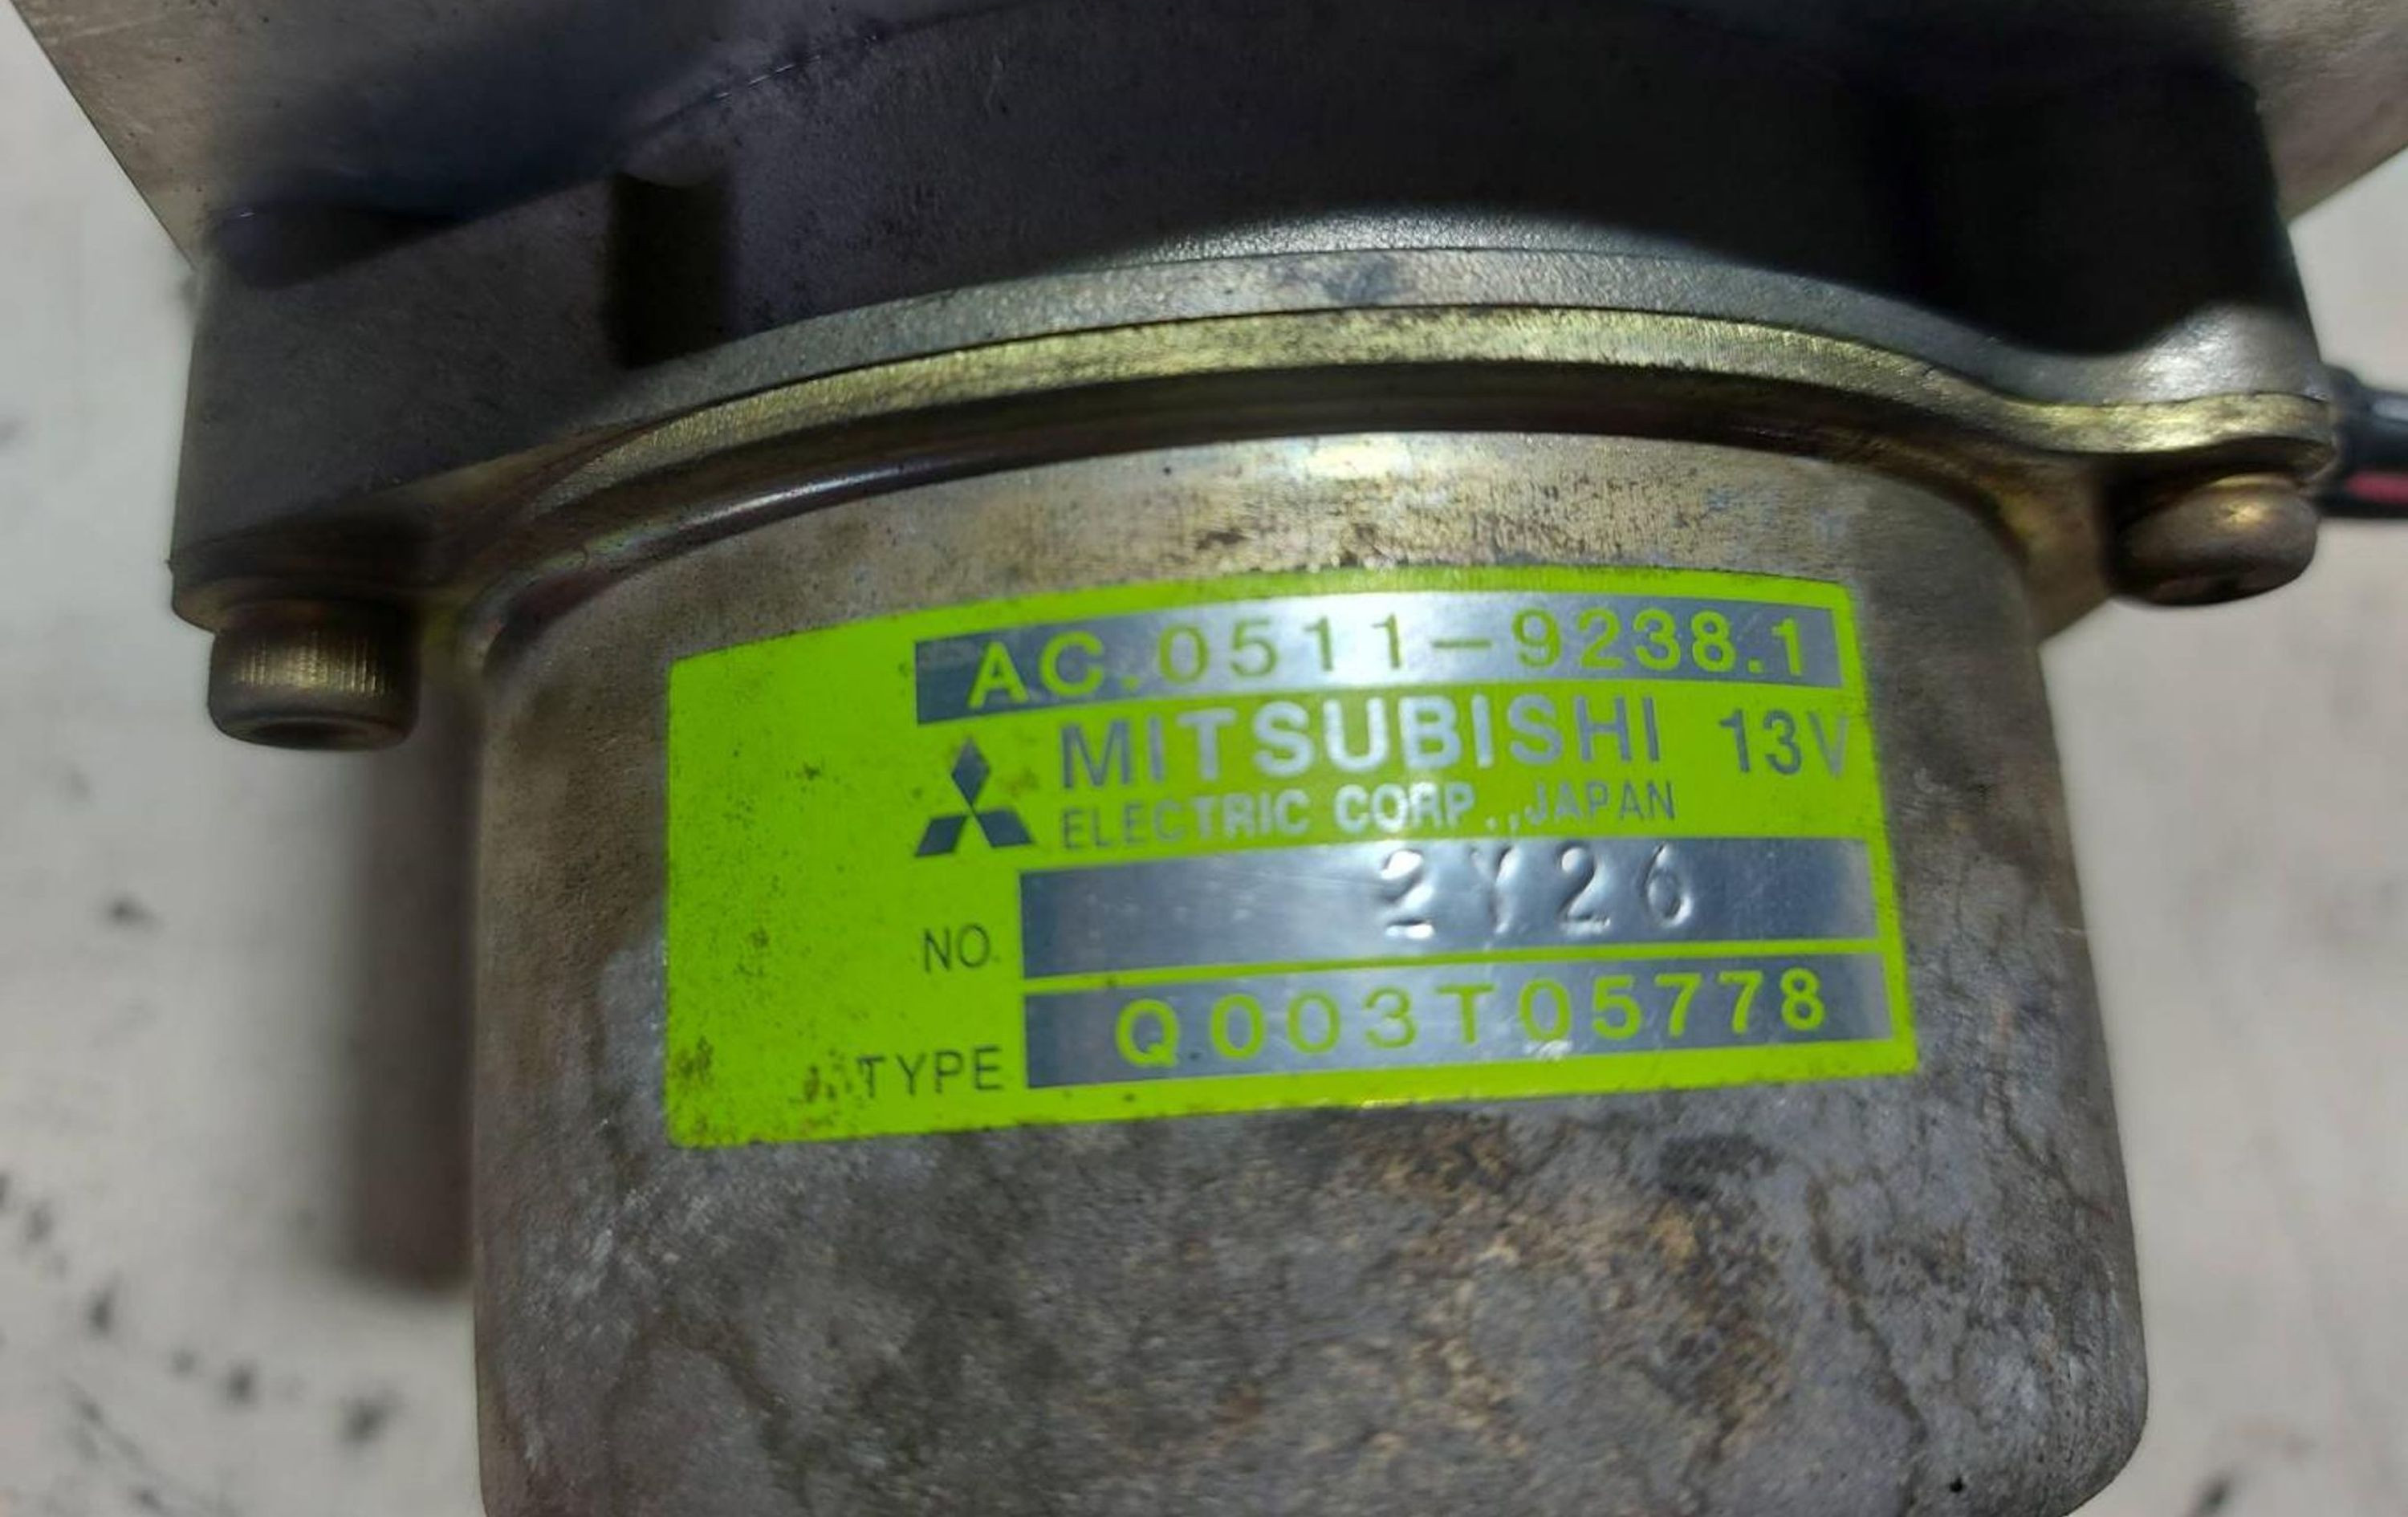 AC.0511-9238.1
MITSUBISHI 13V
ELECTRIC CORP.,JAPAN
NO. 2Y26
TYPE Q003T05778